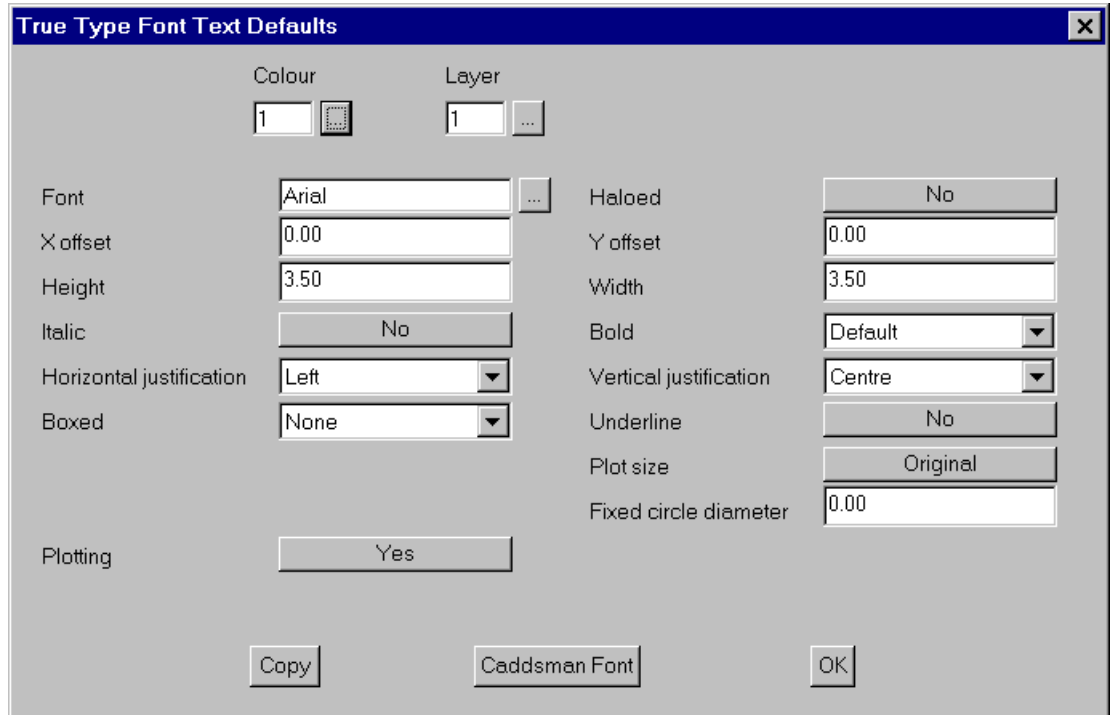 True Type Font Text Defaults
Colour Layer
1 ... 1 ...
Font Arial ... Haloed No
X offset 0.00 Y offset 0.00
Height 3.50 Width 3.50
Italic No Bold Default
Horizontal justification Left Vertical justification Centre
Boxed None Underline No
Plot size Original
Fixed circle diameter 0.00
Plotting Yes
Copy Caddsman Font OK